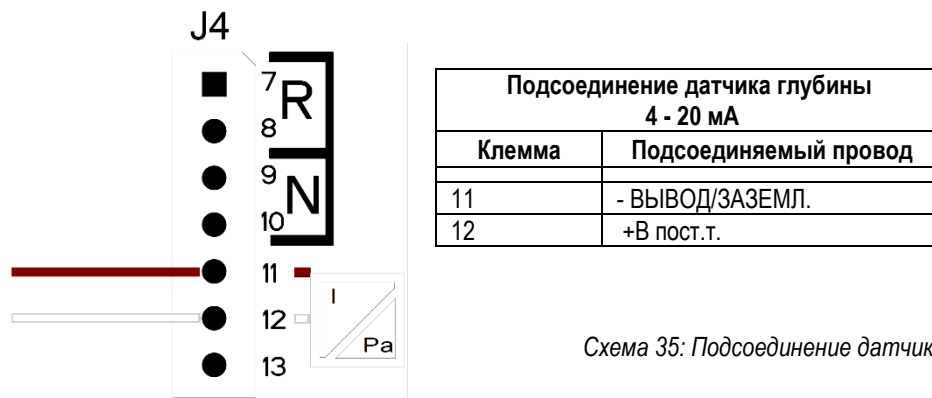 J4
7
R
8
9
N
10
11
12
13
I
Pa
Подсоединение датчика глубины
4 - 20 мА
Клемма Подсоединяемый провод
11 - ВЫВОД/ЗАЗЕМЛ.
12 +В пост.т.
Схема 35: Подсоединение датчик